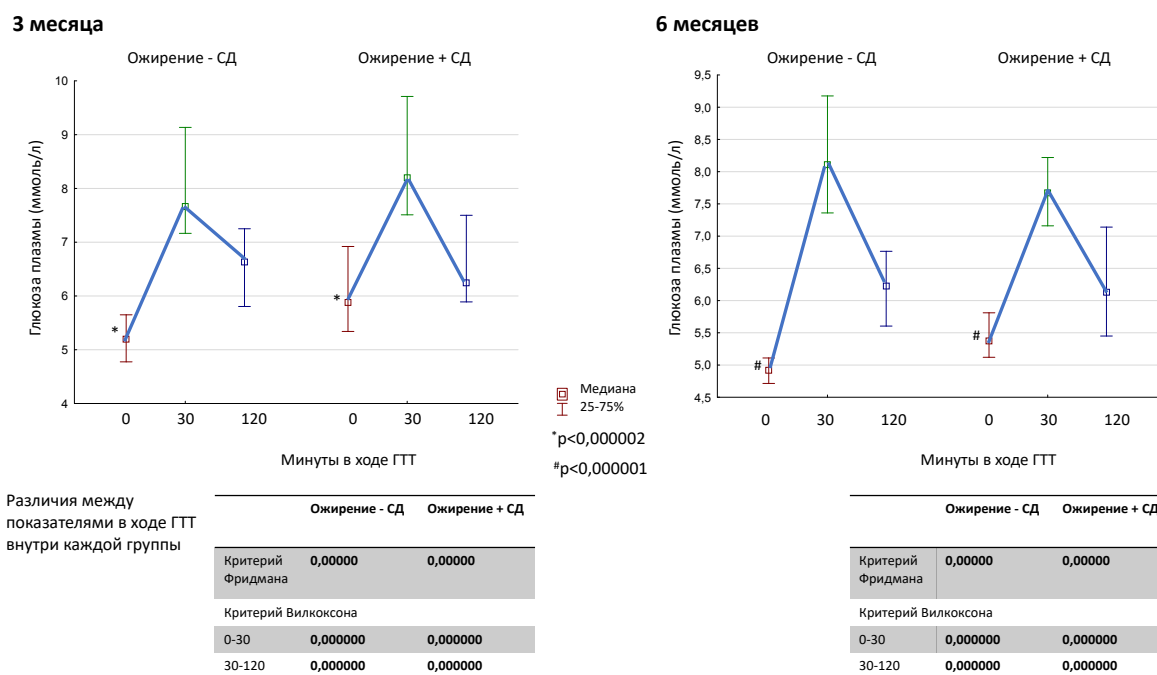 3 месяца
Ожирение - СД
Ожирение + СД
Глюкоза плазмы (ммоль/л)
10
9
8
7
6
5
4
*
*
0
30
120
0
30
120
Минуты в ходе ГТТ
Медиана
25-75%
*p<0,000002
#p<0,000001
6 месяцев
Ожирение - СД
Ожирение + СД
Глюкоза плазмы (ммоль/л)
9,5
9,0
8,5
8,0
7,5
7,0
6,5
6,0
5,5
5,0
4,5
#
#
0
30
120
0
30
120
Минуты в ходе ГТТ
Различия между
показателями в ходе ГТТ
внутри каждой группы
Ожирение - СД Ожирение + СД
Критерий 0,00000 0,00000
Фридмана
Критерий Вилкоксона
0-30 0,000000 0,000000
30-120 0,000000 0,000000
Ожирение - СД Ожирение + СД
Критерий 0,00000 0,00000
Фридмана
Критерий Вилкоксона
0-30 0,000000 0,000000
30-120 0,000000 0,000000